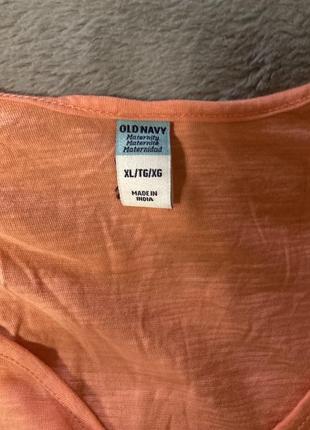 OLD NAVY
Maternity
Maternité
Maternidad
XL/TG/XG
MADE IN
INDIA